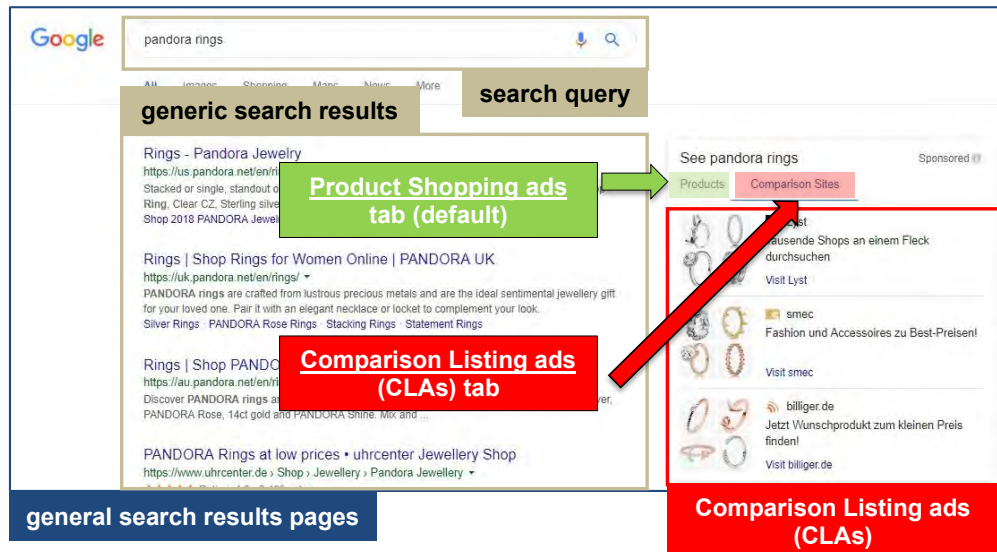 Google
pandora rings
All Images Shopping Maps News More
search query
generic search results
Rings - Pandora Jewelry
https://us.pandora.net/en/
Stacked or single, standout
Ring, Clear CZ, Sterling
Shop 2018 PANDORA
Product Shopping ads
tab (default)
Rings | Shop Rings for Women Online | PANDORA UK
https://uk.pandora.net/en/rings/
PANDORA rings are crafted from lustrous precious metals and are the ideal sentimental jewellery gift
for your loved one. Pair it with an elegant necklace or locket to complement your look.
Silver Rings · PANDORA Rose Rings · Stacking Rings · Statement Rings
Rings | Shop
https://au.pandora.net/en/
Discover PANDORA rings
PANDORA Rose, 14ct gold and PANDORA Shine. Mix and ...
Comparison Listing ads
(CLAs) tab
PANDORA Rings at low prices • uhrcenter Jewellery Shop
https://www.uhrcenter.de › Shop › Jewellery › Pandora Jewellery
See pandora rings Sponsored
Products Comparison Sites
Shops an einem Fleck
durchsuchen
Visit Lyst
smec
Fashion und Accessoires zu Best-Preisen!
Visit smec
billiger.de
Jetzt Wunschprodukt zum kleinen Preis
finden!
Visit billiger.de
general search results pages
Comparison Listing ads
(CLAs)